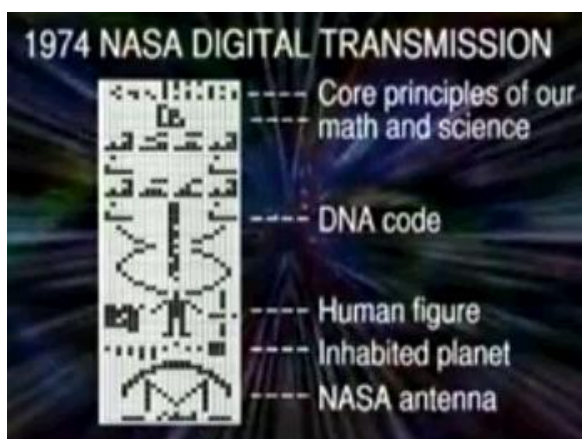 1974 NASA DIGITAL TRANSMISSION
Core principles of our
math and science
DNA code
Human figure
Inhabited planet
NASA antenna